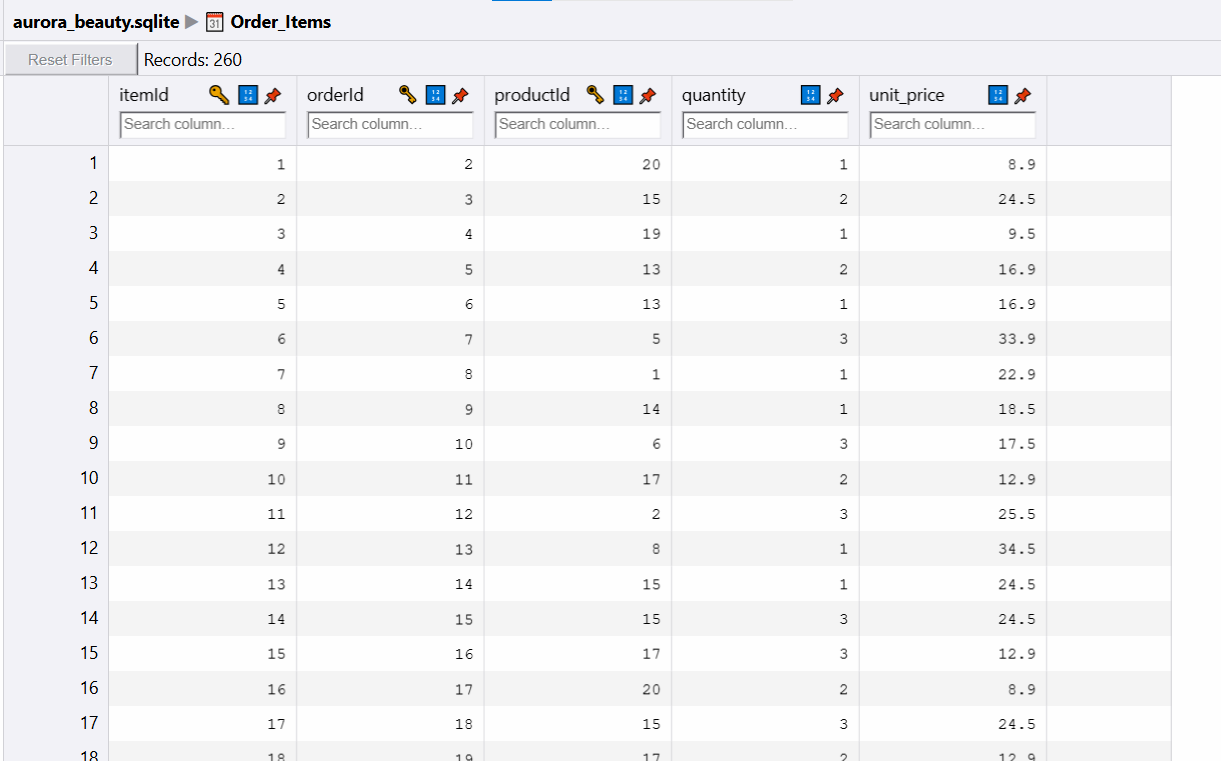 aurora_beauty.sqlite ▶ Order_Items
Reset Filters Records: 260
itemId orderId productId quantity unit_price
Search column... Search column... Search column... Search column... Search column...
1 1 2 20 1 8.9
2 2 3 15 2 24.5
3 3 4 19 1 9.5
4 4 5 13 2 16.9
5 5 6 13 1 16.9
6 6 7 5 3 33.9
7 7 8 1 1 22.9
8 8 9 14 1 18.5
9 9 10 6 3 17.5
10 10 11 17 2 12.9
11 11 12 2 3 25.5
12 12 13 8 1 34.5
13 13 14 15 1 24.5
14 14 15 15 3 24.5
15 15 16 17 3 12.9
16 16 17 20 2 8.9
17 17 18 15 3 24.5
18 18 19 17 2 12.9